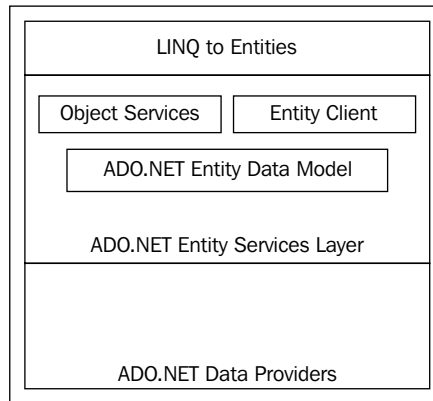 LINQ to Entities
Object Services
Entity Client
ADO.NET Entity Data Model
ADO.NET Entity Services Layer
ADO.NET Data Providers